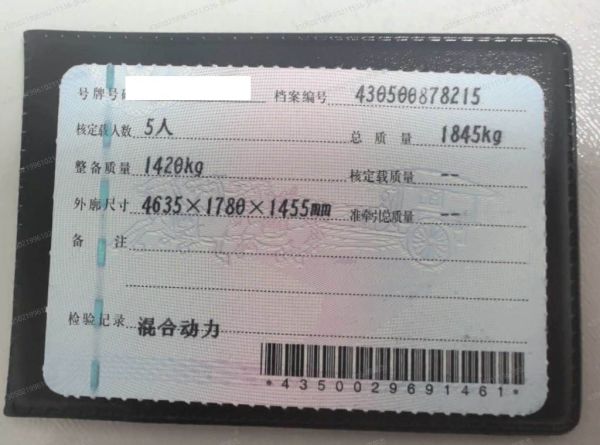 号牌号码 档案编号 430500878215
核定载人数 5人 总质量 1845kg
整备质量 1420kg 核定载质量 --
外廓尺寸 4635×1780×1455mm 准牵引总质量 --
备注
检验记录 混合动力
*4350029691461*